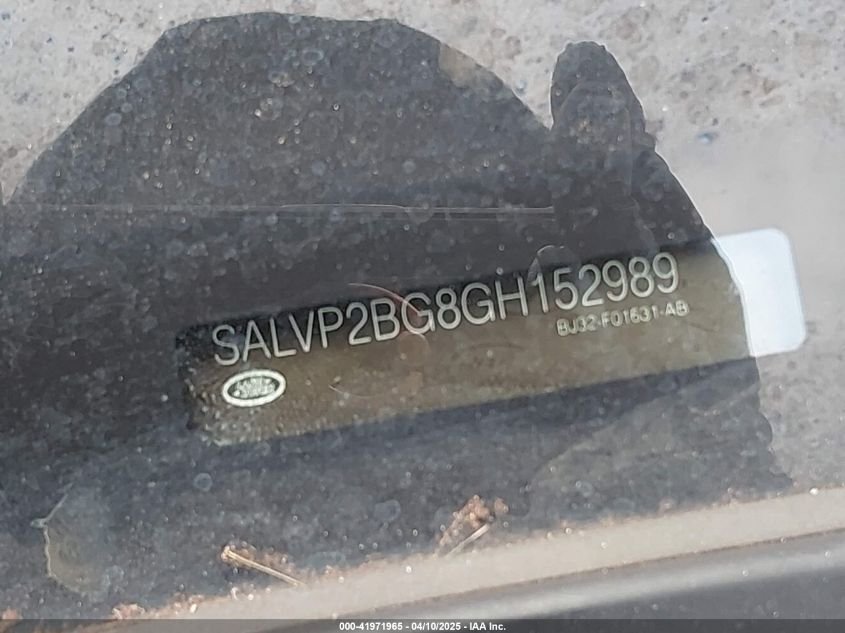 SALVP2BG8GH152989
BJ32-F01631-AB
000-41971965 - 04/10/2025 - IAA Inc.